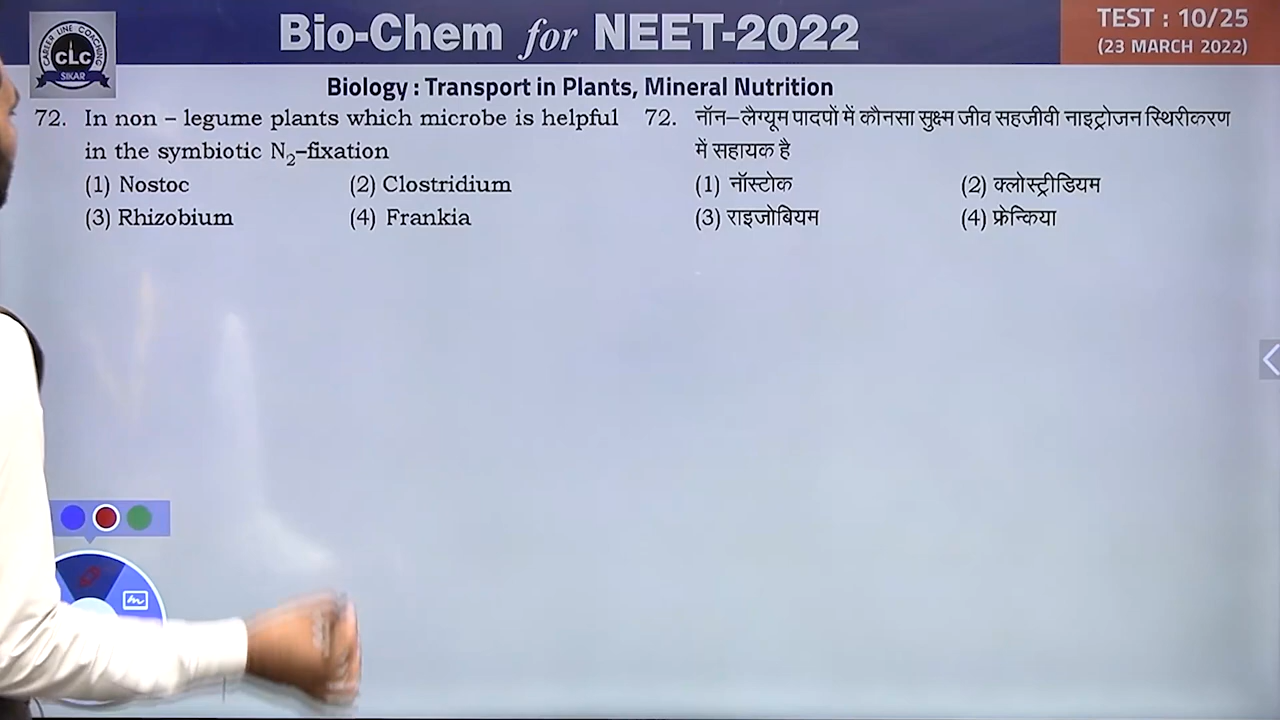 CAREER LINE COACHING
CLC
SIKAR
Bio-Chem for NEET-2022
TEST : 10/25
(23 MARCH 2022)
Biology : Transport in Plants, Mineral Nutrition
72. In non – legume plants which microbe is helpful
in the symbiotic N₂–fixation
(1) Nostoc (2) Clostridium
(3) Rhizobium (4) Frankia
72. नॉन–लैग्यूम पादपों में कौनसा सुक्ष्म जीव सहजीवी नाइट्रोजन स्थिरीकरण
में सहायक है
(1) नॉस्टोक (2) क्लोस्ट्रीडियम
(3) राइजोबियम (4) फ्रेन्किया